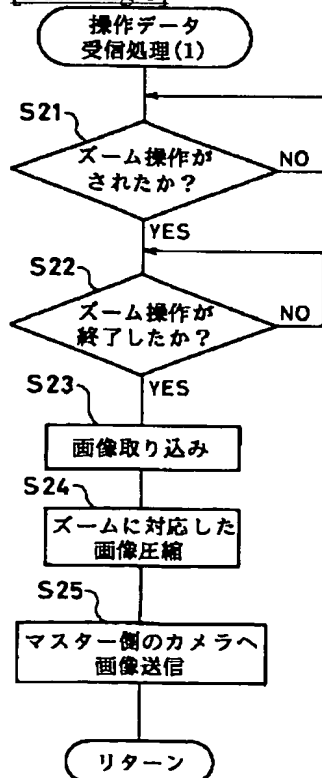 操作データ
受信処理(1)
S21
ズーム操作が
されたか?
NO
YES
S22
ズーム操作が
終了したか?
NO
YES
S23
画像取り込み
S24
ズームに対応した
画像圧縮
S25
マスター側のカメラへ
画像送信
リターン